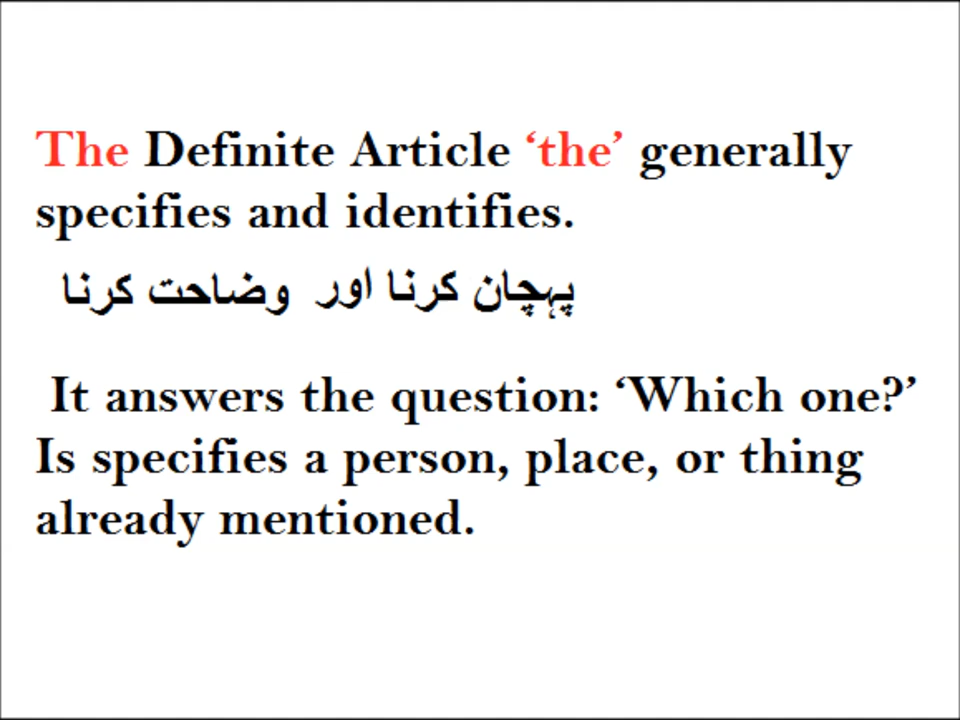 The Definite Article ‘the’ generally
specifies and identifies.
پہچان کرنا اور وضاحت کرنا
It answers the question: ‘Which one?’
Is specifies a person, place, or thing
already mentioned.